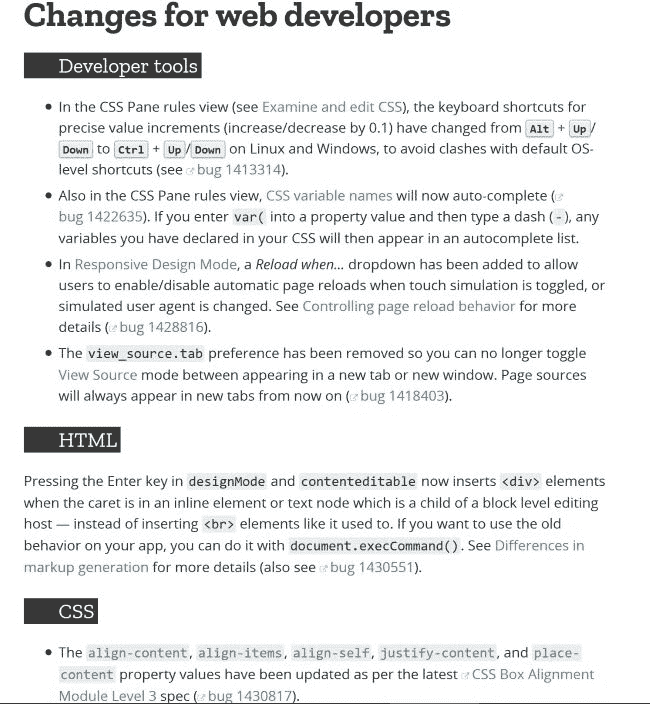 Changes for web developers
Developer tools
• In the CSS Pane rules view (see Examine and edit CSS), the keyboard shortcuts for
precise value increments (increase/decrease by 0.1) have changed from Alt + Up/
Down to Ctrl + Up/Down on Linux and Windows, to avoid clashes with default OS-
level shortcuts (see bug 1413314).
• Also in the CSS Pane rules view, CSS variable names will now auto-complete (
bug 1422635). If you enter var( into a property value and then type a dash (-), any
variables you have declared in your CSS will then appear in an autocomplete list.
• In Responsive Design Mode, a Reload when... dropdown has been added to allow
users to enable/disable automatic page reloads when touch simulation is toggled, or
simulated user agent is changed. See Controlling page reload behavior for more
details (bug 1428816).
• The view_source.tab preference has been removed so you can no longer toggle
View Source mode between appearing in a new tab or new window. Page sources
will always appear in new tabs from now on (bug 1418403).
HTML
Pressing the Enter key in designMode and contenteditable now inserts <div> elements
when the caret is in an inline element or text node which is a child of a block level editing
host — instead of inserting <br> elements like it used to. If you want to use the old
behavior on your app, you can do it with document.execCommand(). See Differences in
markup generation for more details (also see bug 1430551).
CSS
• The align-content, align-items, align-self, justify-content, and place-
content property values have been updated as per the latest CSS Box Alignment
Module Level 3 spec (bug 1430817).